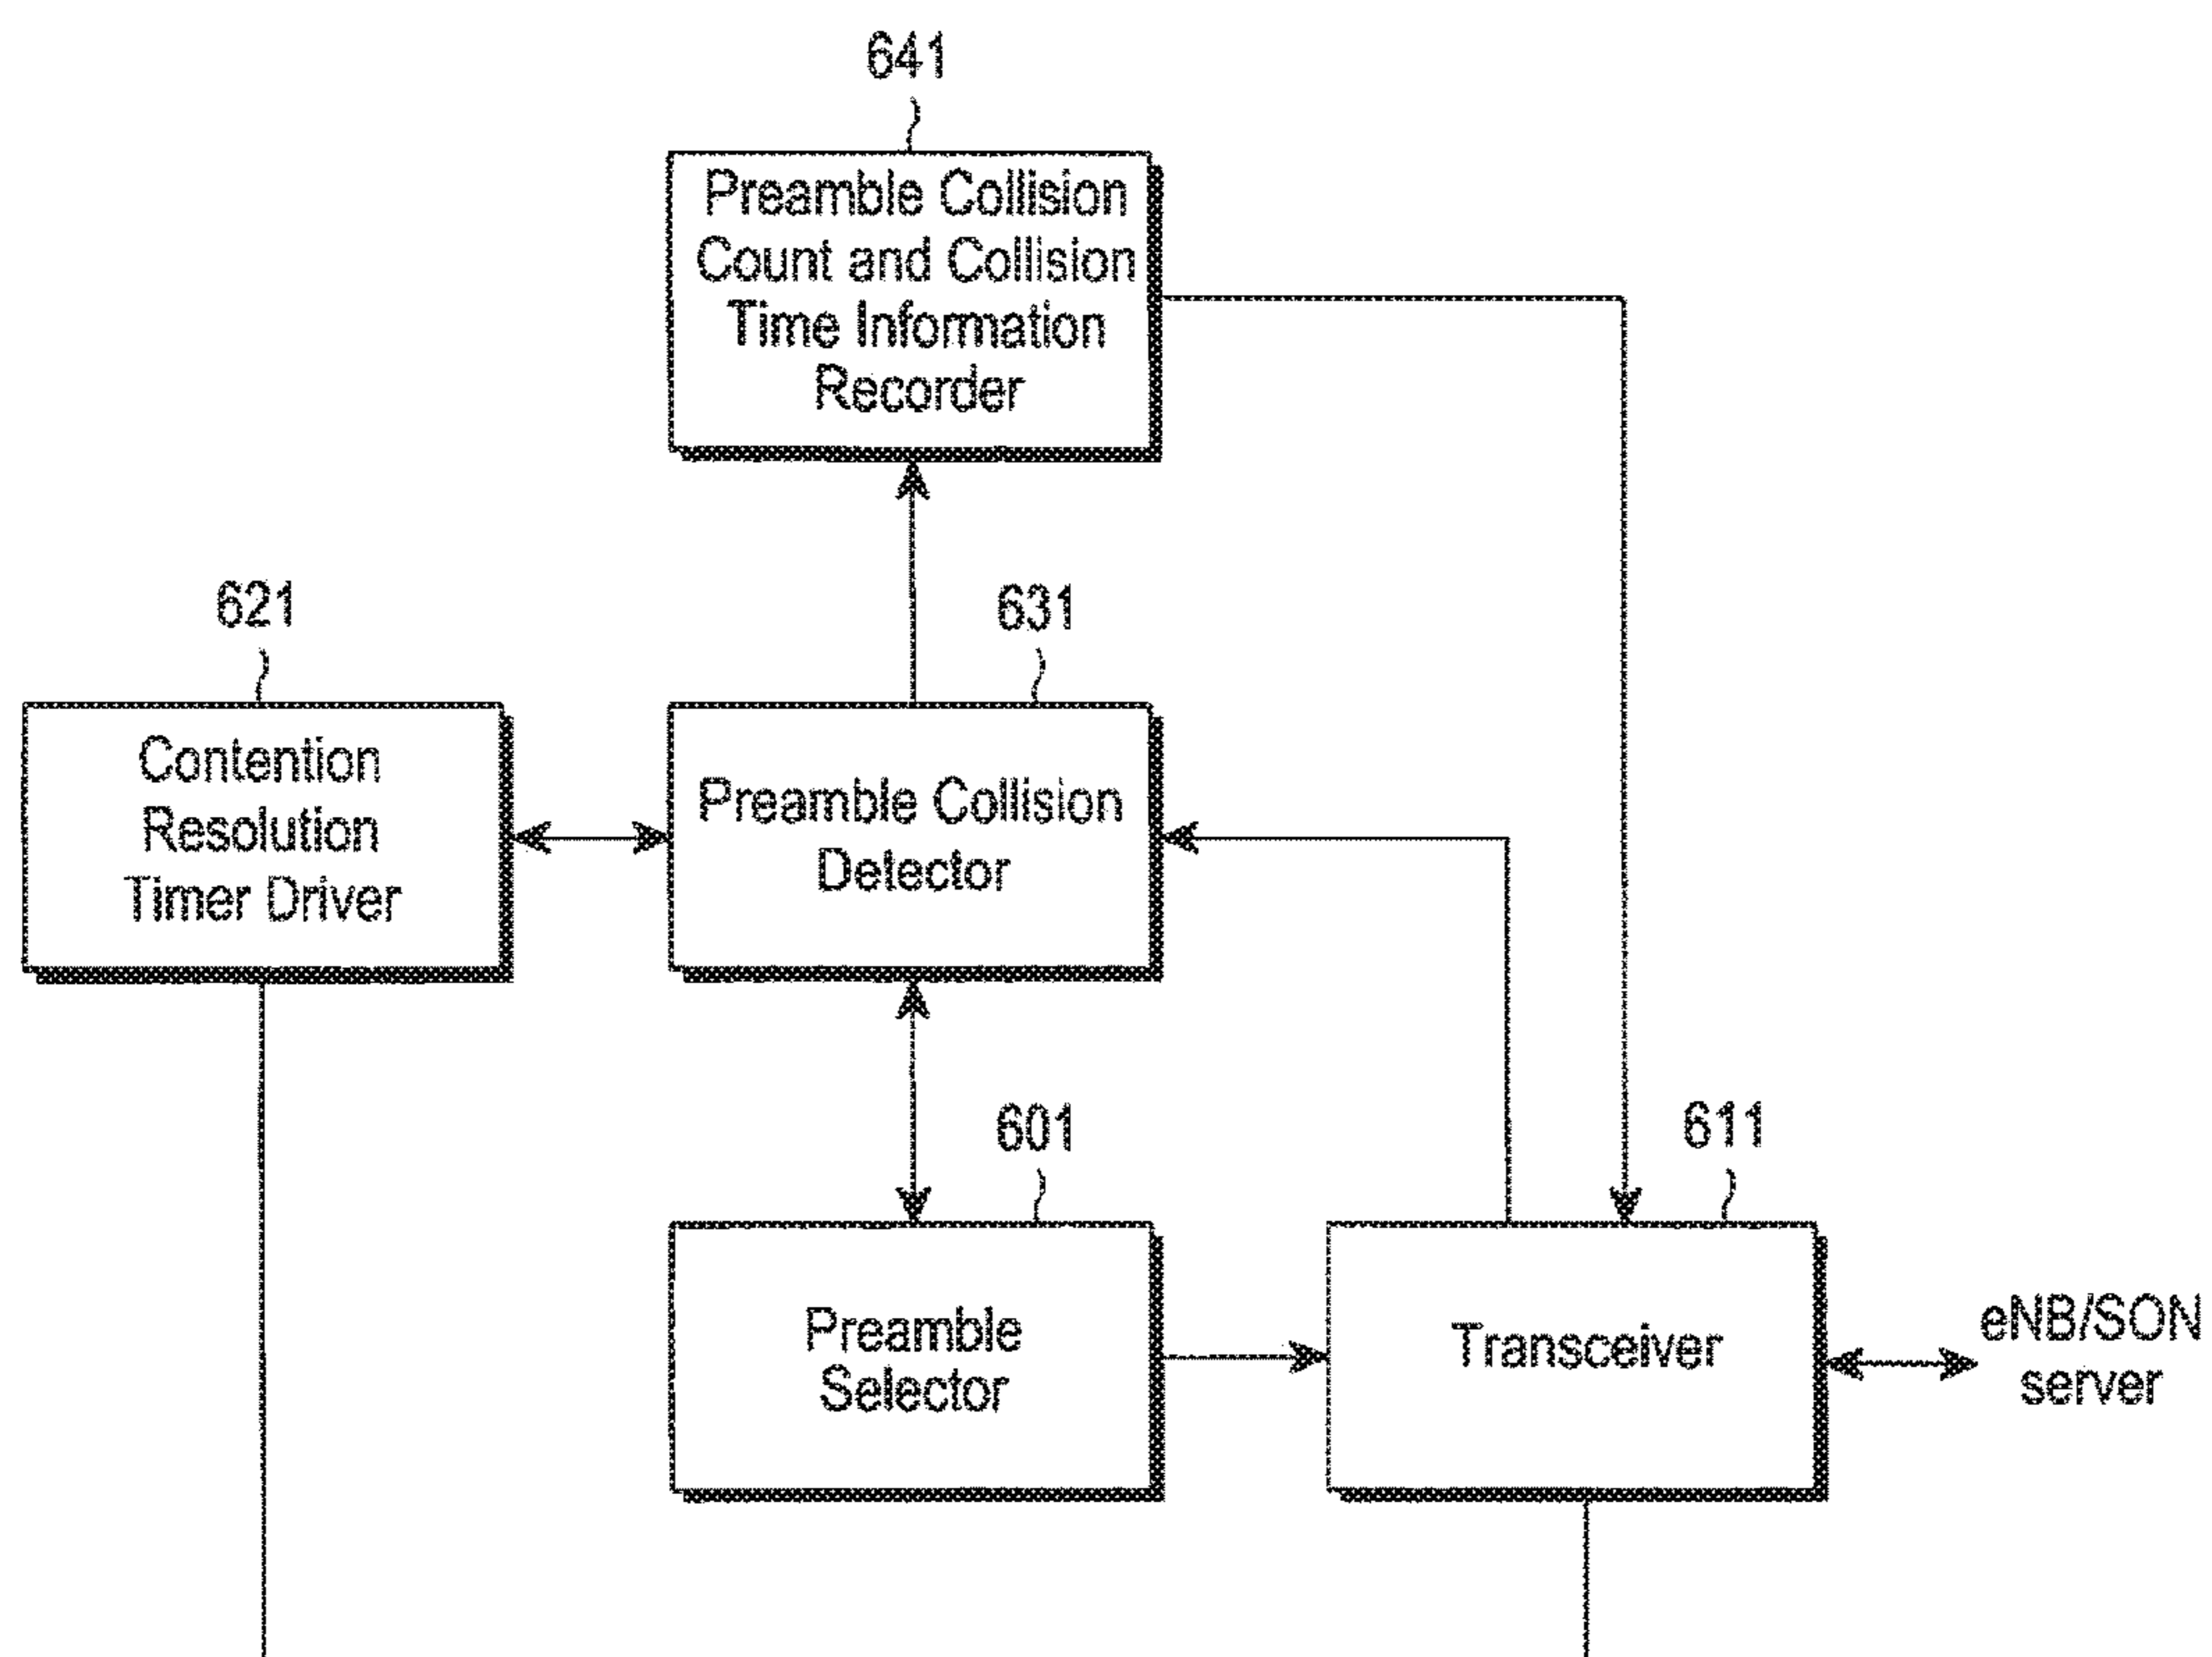 641
Preamble Collision
Count and Collision
Time Information
Recorder
621
631
Contention
Resolution
Timer Driver
Preamble Collision
Detector
601
611
Preamble
Selector
Transceiver
eNB/SON
server